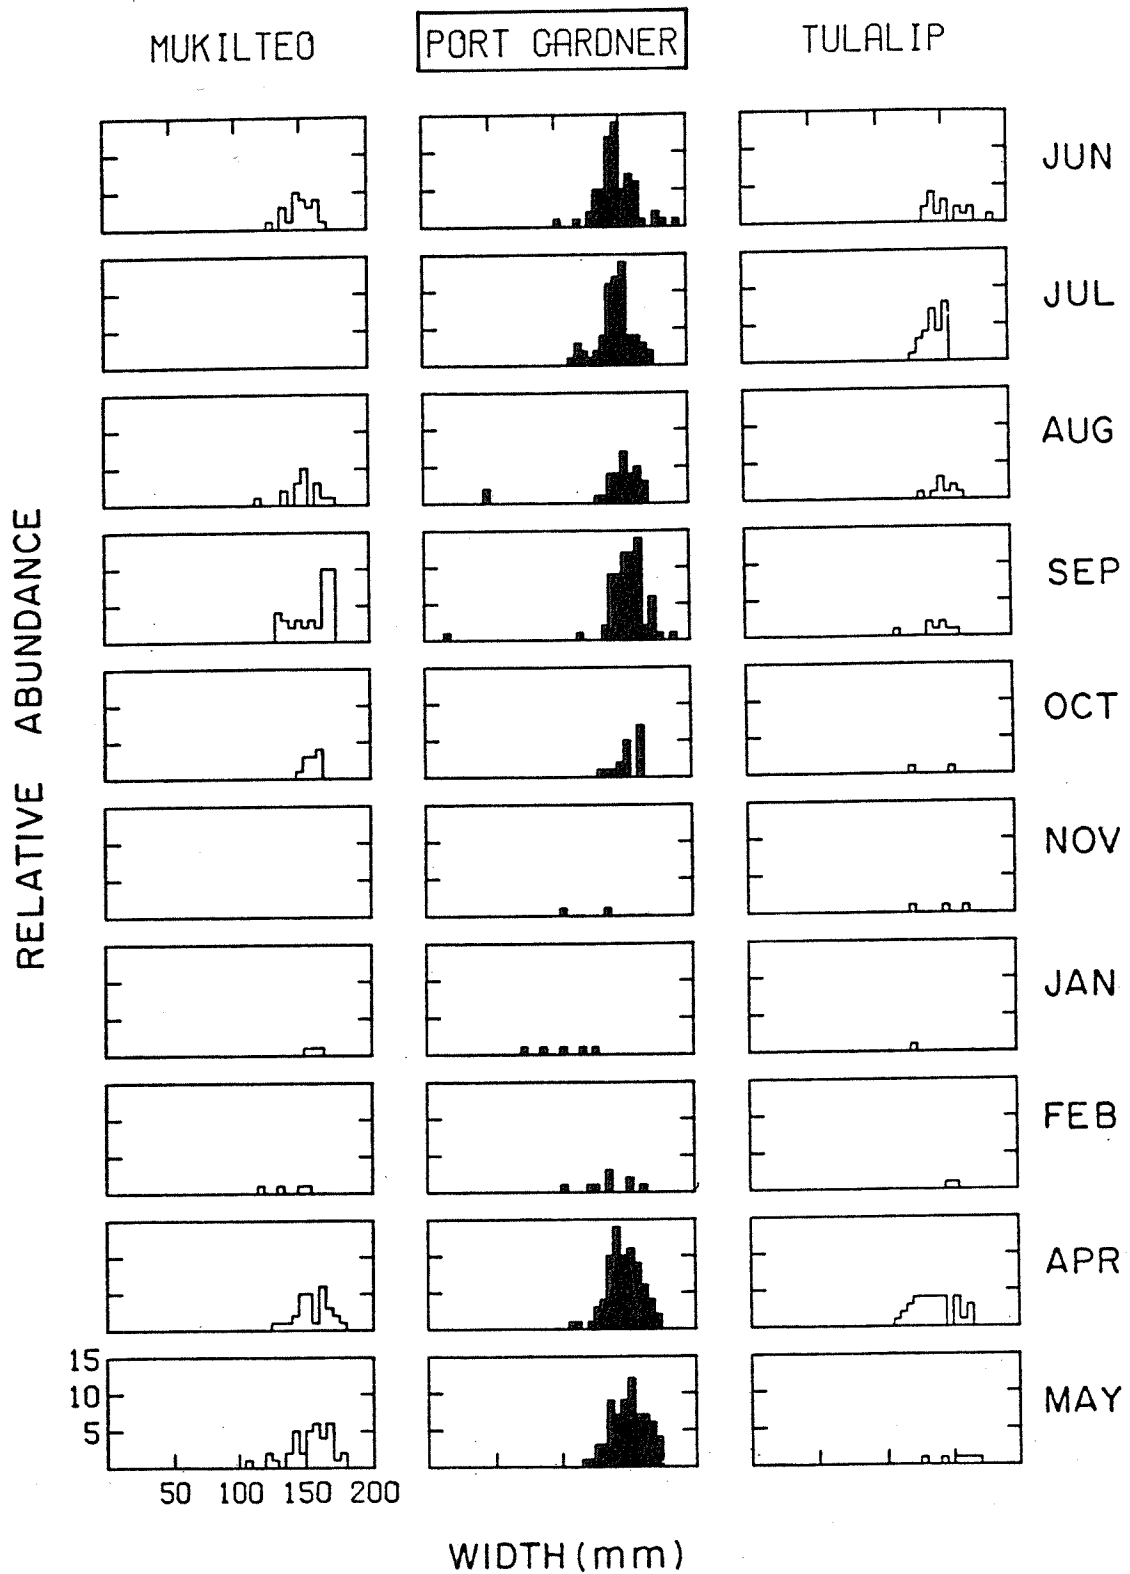 MUKILTEO PORT GARDNER TULALIP
JUN
JUL
AUG
SEP
OCT
NOV
JAN
FEB
APR
MAY
RELATIVE ABUNDANCE
15
10
5
50 100 150 200
WIDTH (mm)